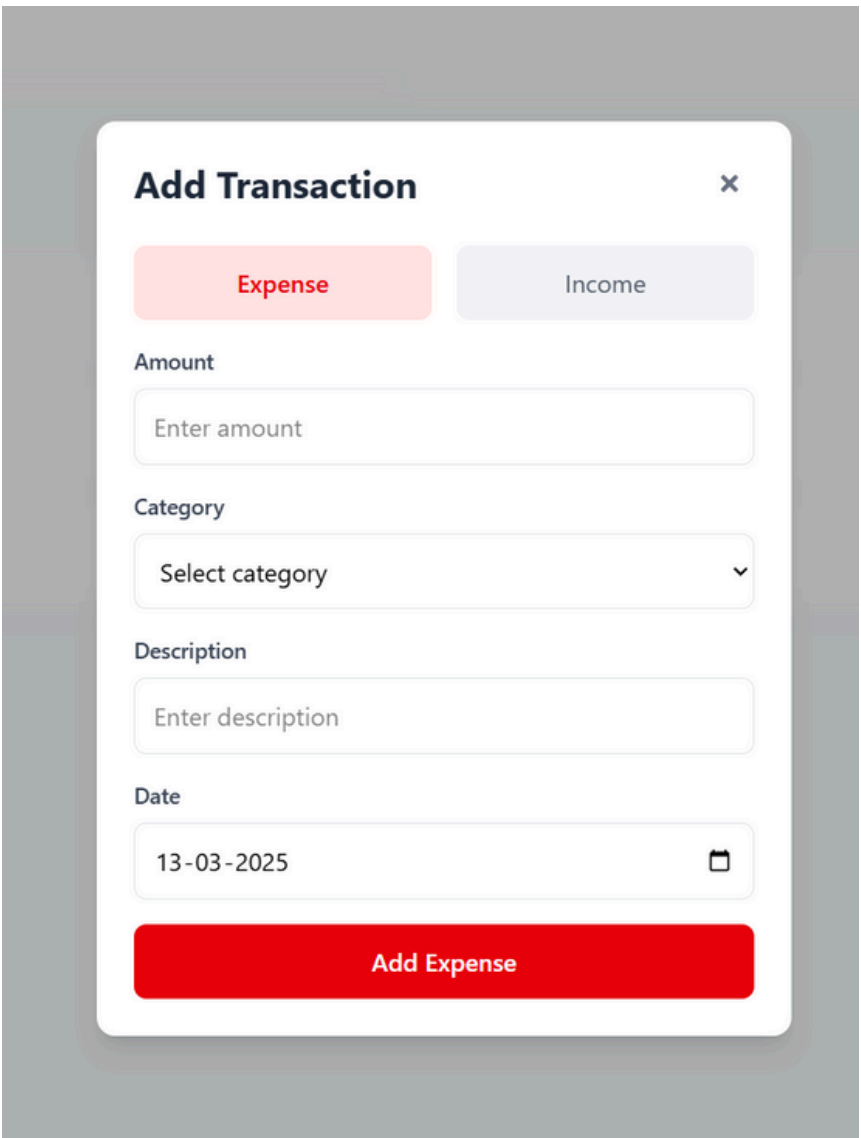 Add Transaction
Expense
Income
Amount
Enter amount
Category
Select category
Description
Enter description
Date
13-03-2025
Add Expense